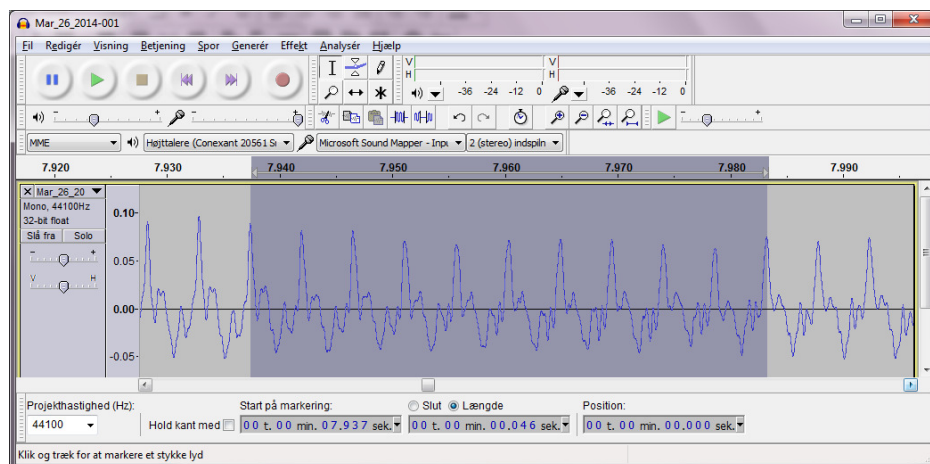 Mar_26_2014-001
Fil Redigér Visning Betjening Spor Generér Effekt Analysér Hjælp
V
H
-36 -24 -12 0
V
H
-36 -24 -12 0
MME
Højttalere (Conexant 20561 S
Microsoft Sound Mapper - Inpu
2 (stereo) indspiln
7.920 7.930 7.940 7.950 7.960 7.970 7.980 7.990
Mar_26_20
Mono, 44100Hz
32-bit float
Slå fra Solo
- +
V H
0.10-
0.05-
0.00-
-0.05-
Projekthastighed (Hz): Start på markering: Slut Længde Position:
44100 Hold kant med 00 t. 00 min. 07.937 sek. 00 t. 00 min. 00.046 sek. 00 t. 00 min. 00.000 sek.
Klik og træk for at markere et stykke lyd